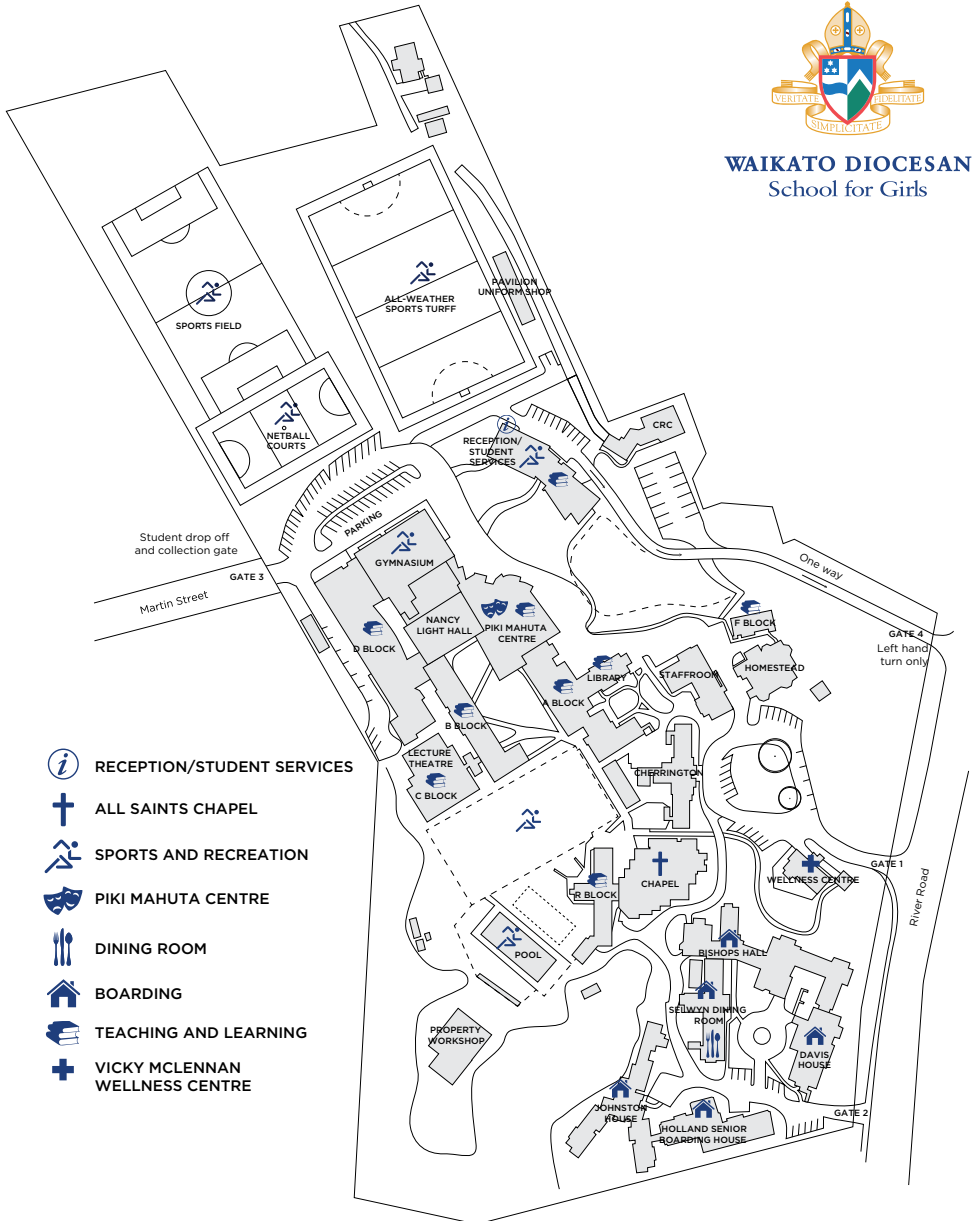 VERITATE
FIDELITATE
SIMPLICITATE
WAIKATO DIOCESAN
School for Girls
PAVILION
UNIFORM SHOP
ALL-WEATHER
SPORTS TURFF
SPORTS FIELD
NETBALL
COURTS
CRC
RECEPTION/
STUDENT
SERVICES
PARKING
Student drop off
and collection gate
GATE 3
Martin Street
GYMNASIUM
One way
NANCY
LIGHT HALL
PIKI MAHUTA
CENTRE
D BLOCK
F BLOCK
GATE 4
Left hand
turn only
LIBRARY
STAFFROOM
HOMESTEAD
A BLOCK
B BLOCK
LECTURE
THEATRE
C BLOCK
CHERRINGTON
i RECEPTION/STUDENT SERVICES
ALL SAINTS CHAPEL
SPORTS AND RECREATION
PIKI MAHUTA CENTRE
DINING ROOM
BOARDING
TEACHING AND LEARNING
VICKY MCLENNAN
WELLNESS CENTRE
GATE 1
WELLNESS CENTRE
CHAPEL
R BLOCK
River Road
POOL
BISHOPS HALL
SELWYN DINING
ROOM
PROPERTY
WORKSHOP
DAVIS
HOUSE
JOHNSTON
HOUSE
GATE 2
HOLLAND SENIOR
BOARDING HOUSE